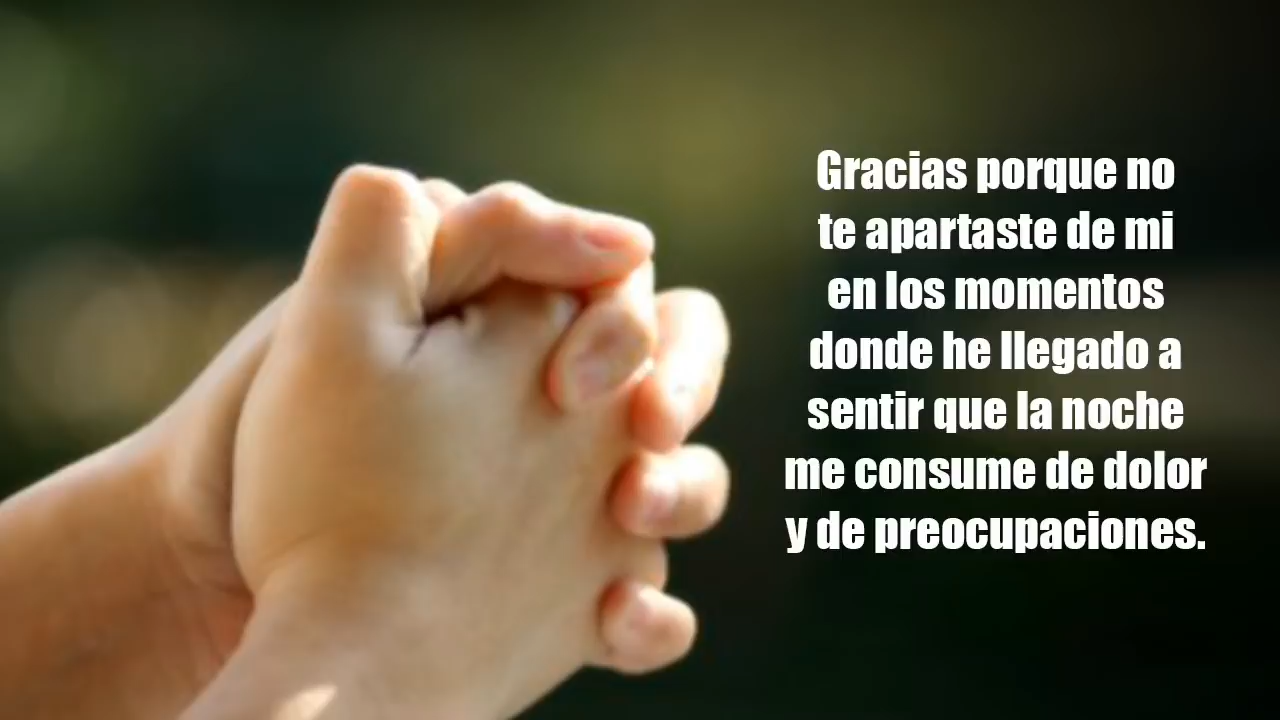 Gracias porque no
te apartaste de mi
en los momentos
donde he llegado a
sentir que la noche
me consume de dolor
y de preocupaciones.